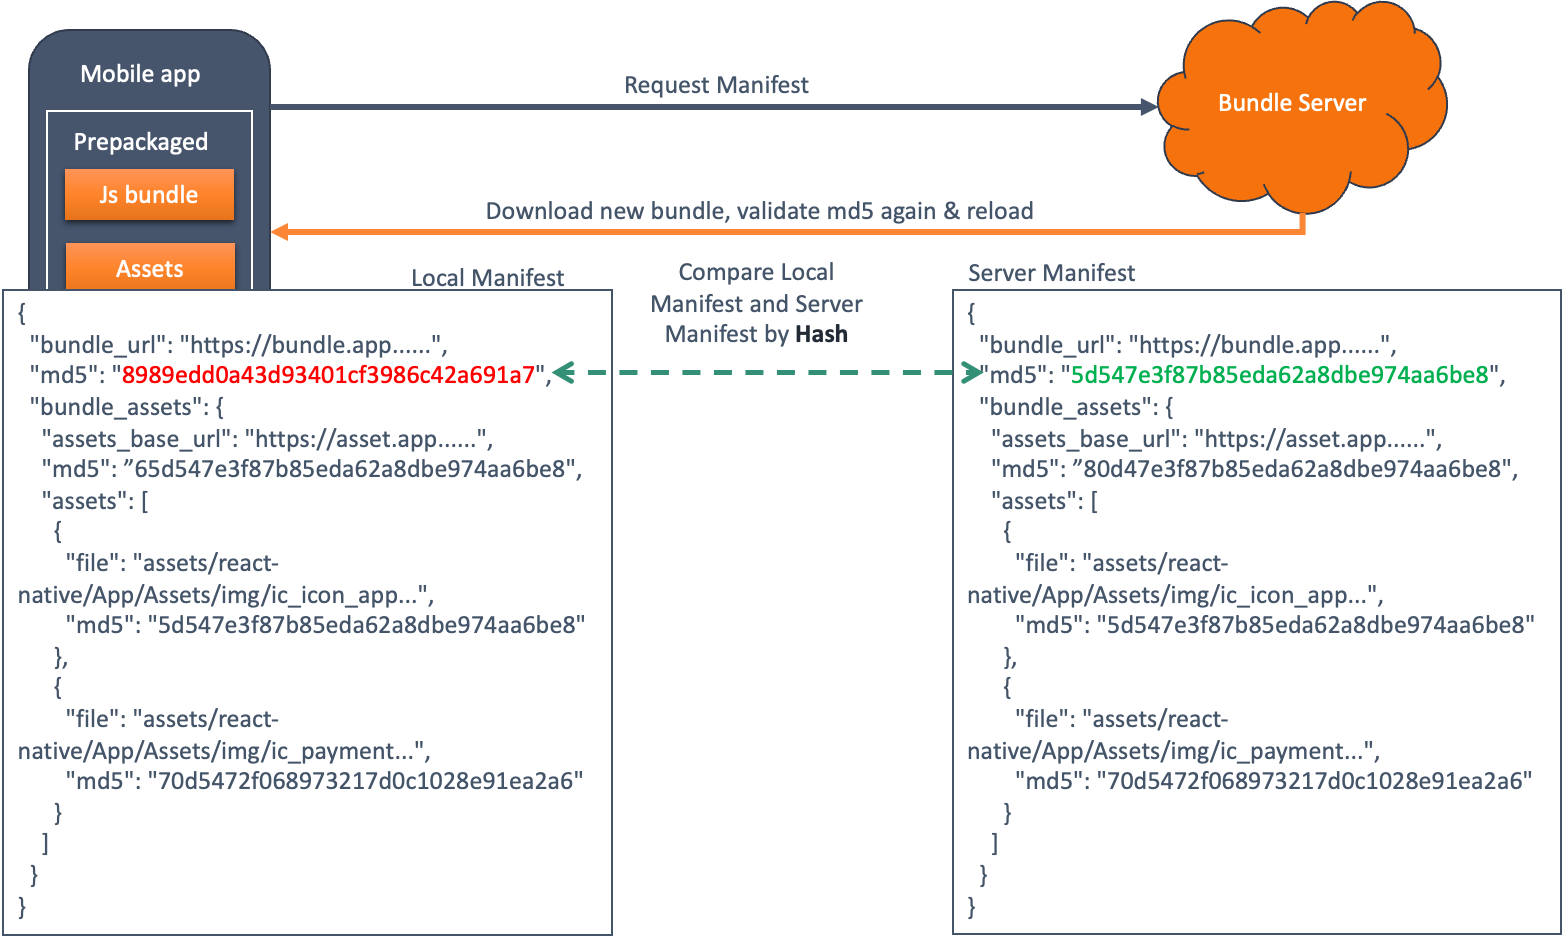 Mobile app
Prepackaged
Js bundle
Assets
Request Manifest
Bundle Server
Download new bundle, validate md5 again & reload
Local Manifest
Compare Local
Manifest and Server
Manifest by Hash
Server Manifest
{
"bundle_url": "https://bundle.app......",
"md5": "8989edd0a43d93401cf3986c42a691a7",
"bundle_assets": {
"assets_base_url": "https://asset.app......",
"md5": ”65d547e3f87b85eda62a8dbe974aa6be8",
"assets": [
{
"file": "assets/react-
native/App/Assets/img/ic_icon_app...",
"md5": "5d547e3f87b85eda62a8dbe974aa6be8"
},
{
"file": "assets/react-
native/App/Assets/img/ic_payment...",
"md5": "70d5472f068973217d0c1028e91ea2a6"
}
]
}
}
{
"bundle_url": "https://bundle.app......",
"md5": "5d547e3f87b85eda62a8dbe974aa6be8",
"bundle_assets": {
"assets_base_url": "https://asset.app......",
"md5": ”80d47e3f87b85eda62a8dbe974aa6be8",
"assets": [
{
"file": "assets/react-
native/App/Assets/img/ic_icon_app...",
"md5": "5d547e3f87b85eda62a8dbe974aa6be8"
},
{
"file": "assets/react-
native/App/Assets/img/ic_payment...",
"md5": "70d5472f068973217d0c1028e91ea2a6"
}
]
}
}